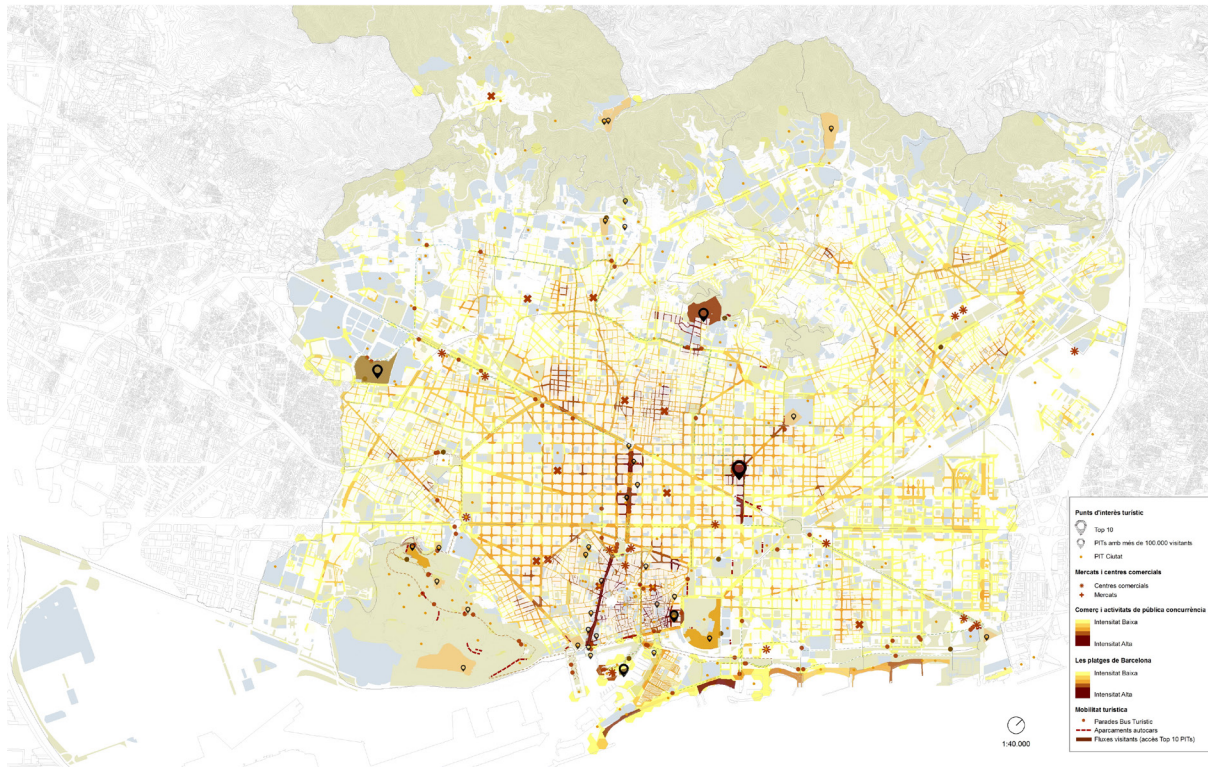 Punts d'interès turístic
Top 10
PITs amb més de 100.000 visitants
PIT Ciutat
Mercats i centres comercials
Centres comercials
Mercats
Comerç i activitats de pública concurrència
Intensitat Baixa
Intensitat Alta
Les platges de Barcelona
Intensitat Baixa
Intensitat Alta
Mobilitat turística
Parades Bus Turístic
Aparcaments autocars
Fluxes visitants (accès Top 10 PITs)
1:40.000